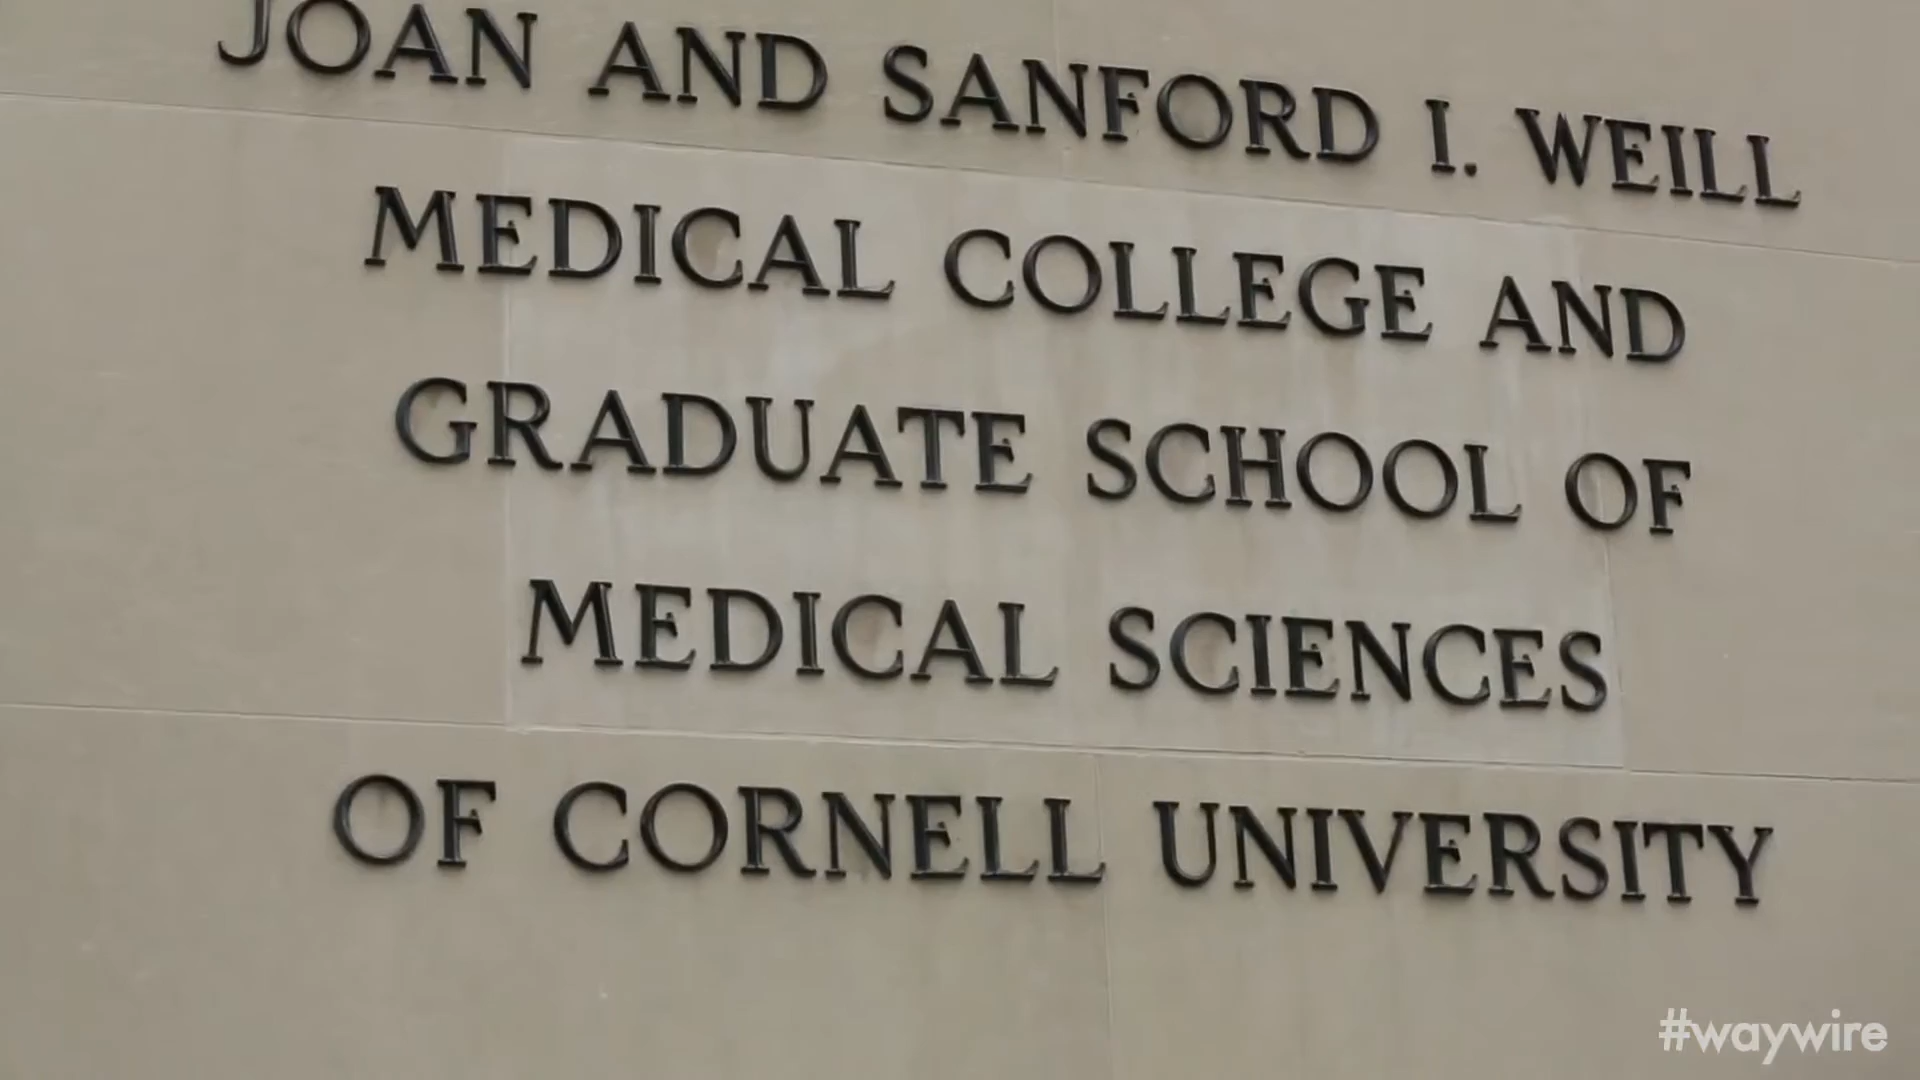 JOAN AND SANFORD I. WEILL
MEDICAL COLLEGE AND
GRADUATE SCHOOL OF
MEDICAL SCIENCES
OF CORNELL UNIVERSITY
#waywire